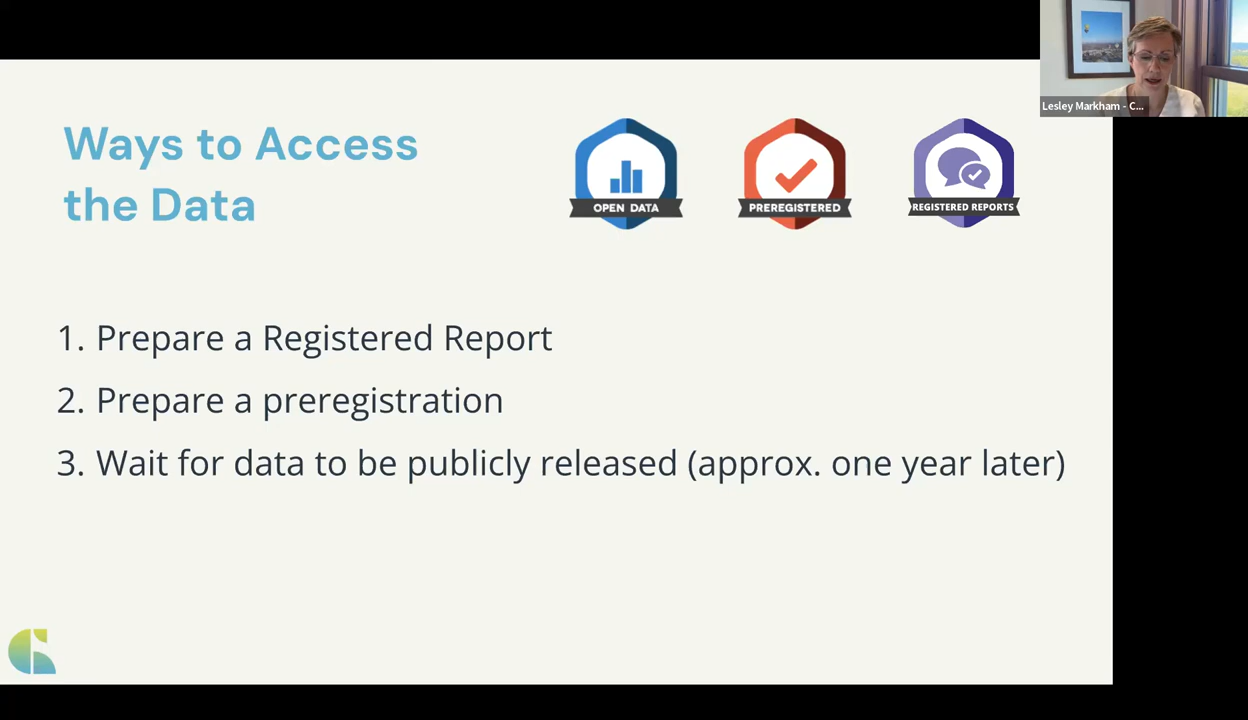 Lesley Markham - C...
Ways to Access
the Data
OPEN DATA
PREREGISTERED
REGISTERED REPORTS
1. Prepare a Registered Report
2. Prepare a preregistration
3. Wait for data to be publicly released (approx. one year later)